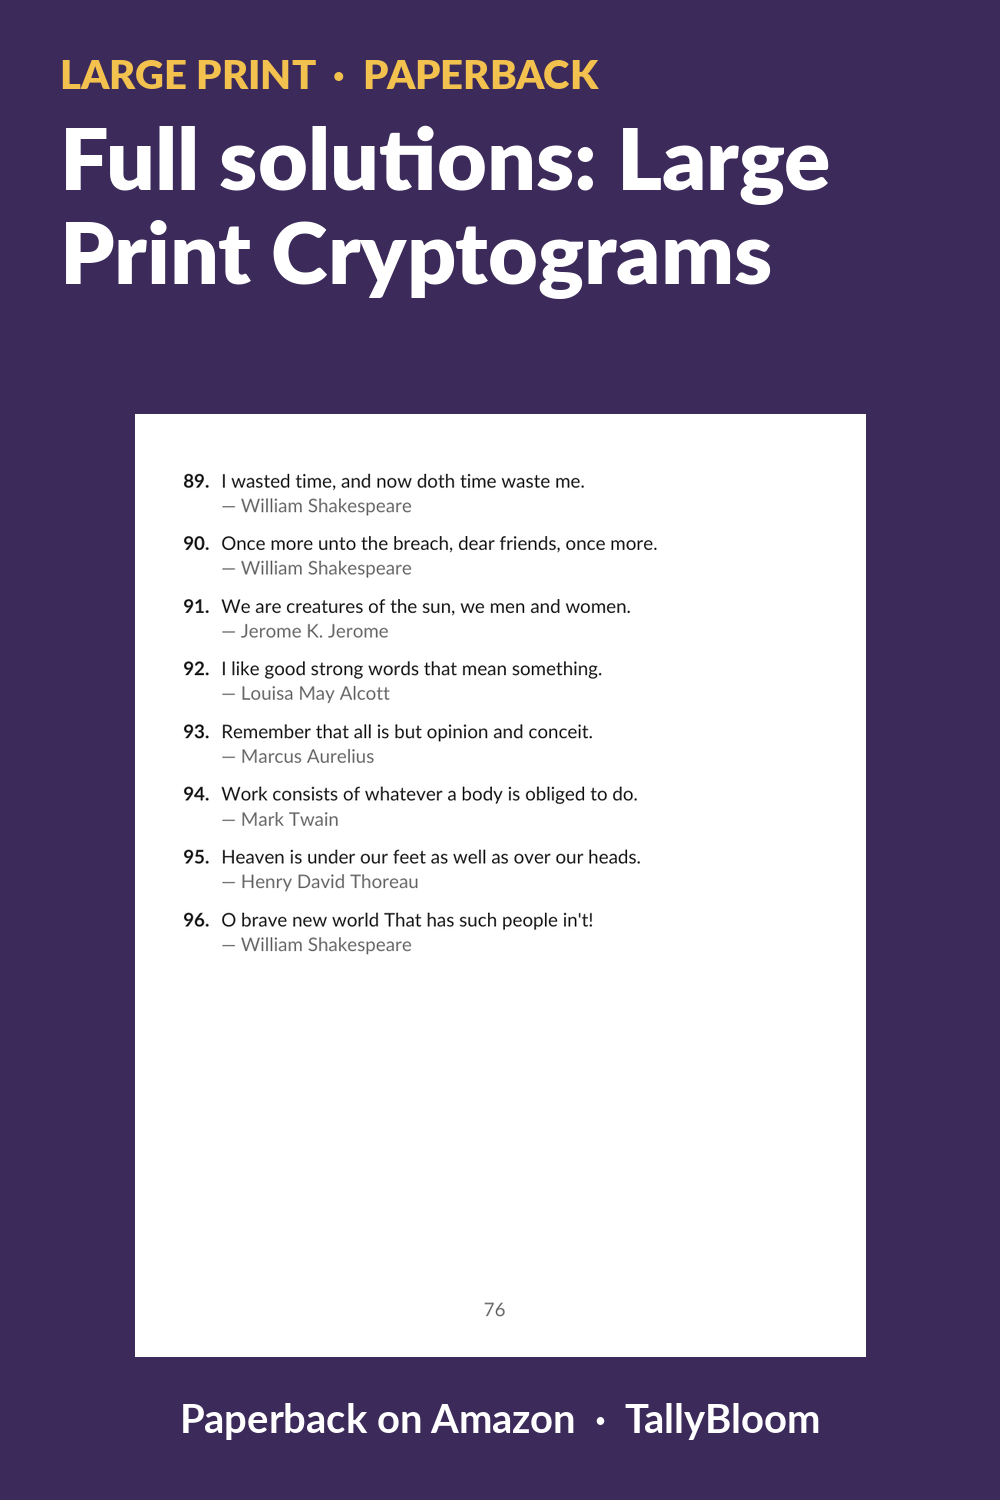 LARGE PRINT · PAPERBACK
Full solutions: Large
Print Cryptograms
89. I wasted time, and now doth time waste me.
— William Shakespeare
90. Once more unto the breach, dear friends, once more.
— William Shakespeare
91. We are creatures of the sun, we men and women.
— Jerome K. Jerome
92. I like good strong words that mean something.
— Louisa May Alcott
93. Remember that all is but opinion and conceit.
— Marcus Aurelius
94. Work consists of whatever a body is obliged to do.
— Mark Twain
95. Heaven is under our feet as well as over our heads.
— Henry David Thoreau
96. O brave new world That has such people in't!
— William Shakespeare
76
Paperback on Amazon · TallyBloom